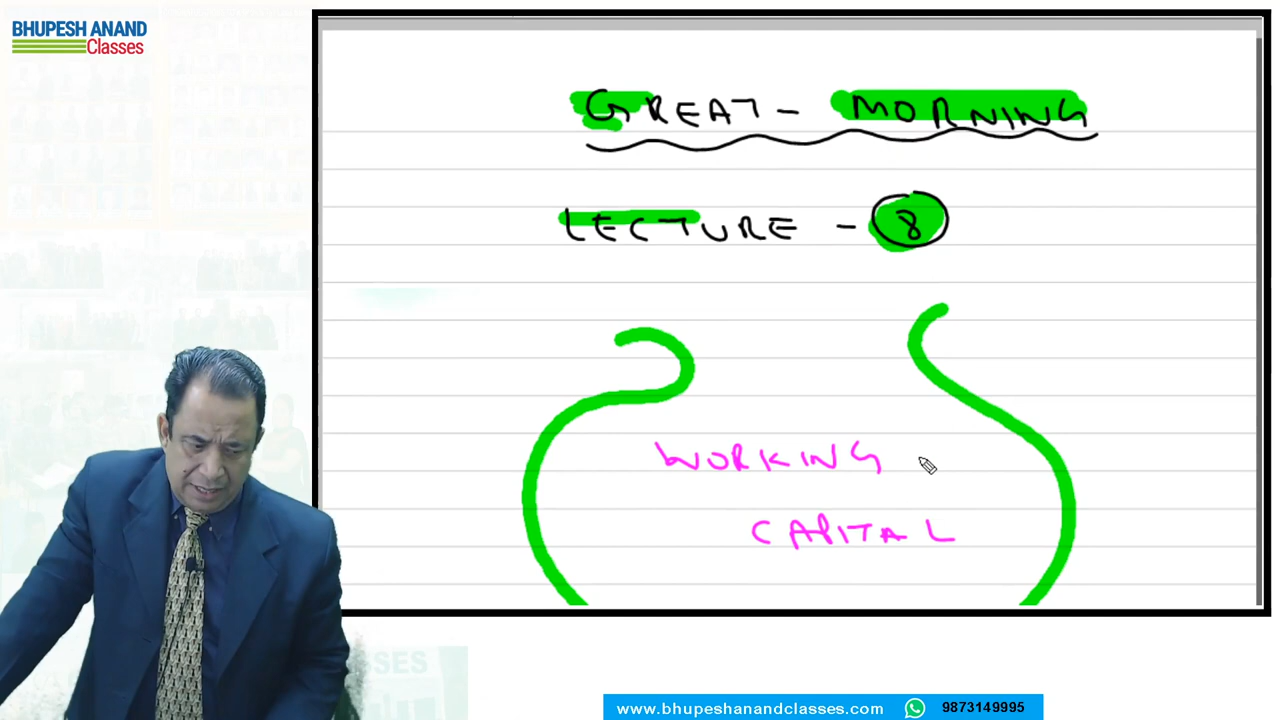 BHUPESH ANAND
Classes
GREAT - MORNING
LECTURE - 8
WORKING
CAPITAL
www.bhupeshanandclasses.com
9873149995